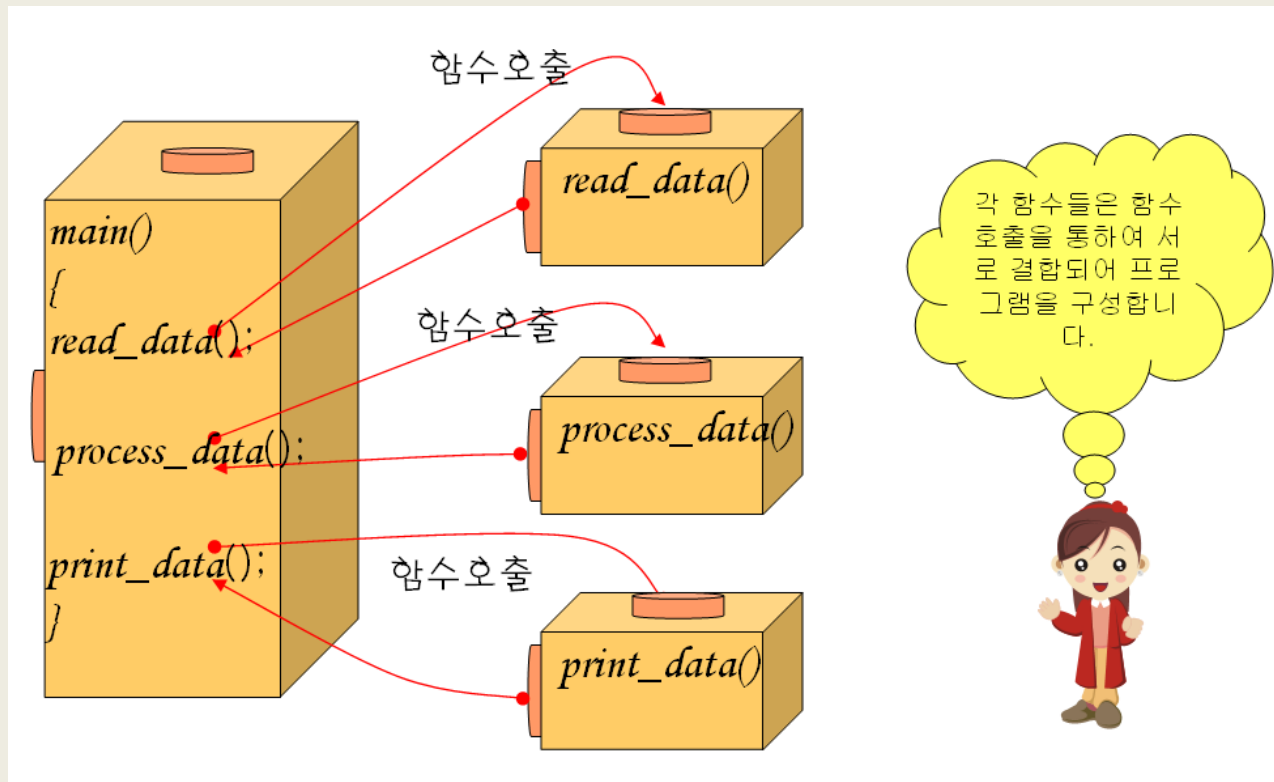 함수호출
main()
{
read_data();
process_data();
print_data();
}
read_data()
함수호출
process_data()
함수호출
print_data()
각 함수들은 함수
호출을 통하여 서
로 결합되어 프로
그램을 구성합니
다.